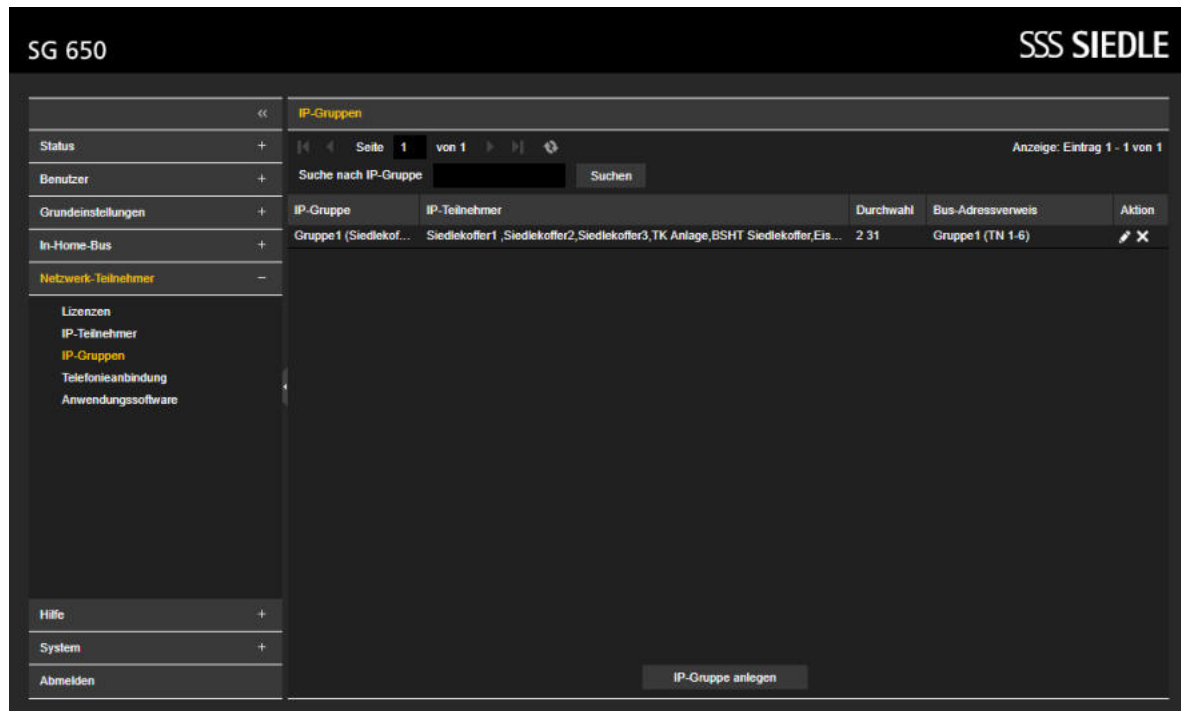 SG 650
SSS SIEDLE
«
IP-Gruppen
Status +
Seite 1 von 1
Anzeige: Eintrag 1 - 1 von 1
Benutzer +
Suche nach IP-Gruppe
Suchen
Grundeinstellungen +
IP-Gruppe IP-Teilnehmer Durchwahl Bus-Adressverweis Aktion
Gruppe1 (Siedlekof... Siedlekoffer1 ,Siedlekoffer2,Siedlekoffer3,TK Anlage,BSHT Siedlekoffer,Eis... 2 31 Gruppe1 (TN 1-6)
In-Home-Bus +
Netzwerk-Teilnehmer −
Lizenzen
IP-Teilnehmer
IP-Gruppen
Telefonieanbindung
Anwendungssoftware
Hilfe +
System +
Abmelden
IP-Gruppe anlegen